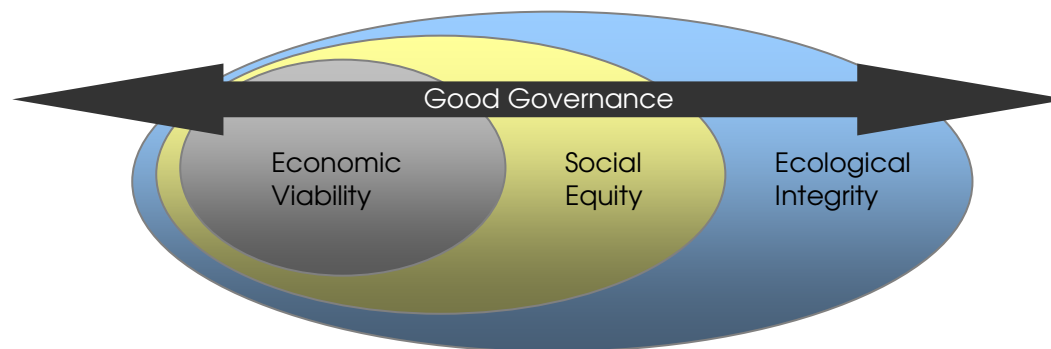 Good Governance
Economic
Viability
Social
Equity
Ecological
Integrity